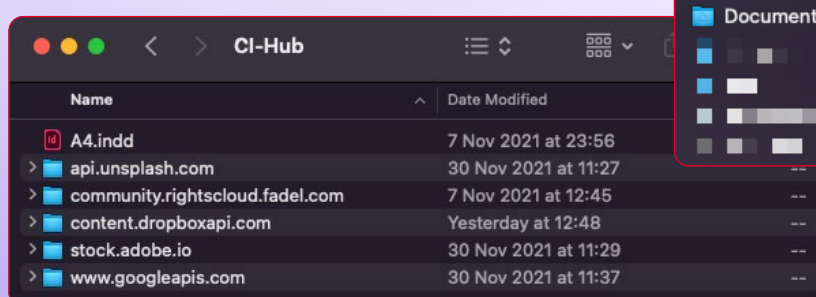 Document
CI-Hub
Name Date Modified
Id A4.indd 7 Nov 2021 at 23:56
api.unsplash.com 30 Nov 2021 at 11:27 --
community.rightscloud.fadel.com 7 Nov 2021 at 12:45 --
content.dropboxapi.com Yesterday at 12:48 --
stock.adobe.io 30 Nov 2021 at 11:29 --
www.googleapis.com 30 Nov 2021 at 11:37 --